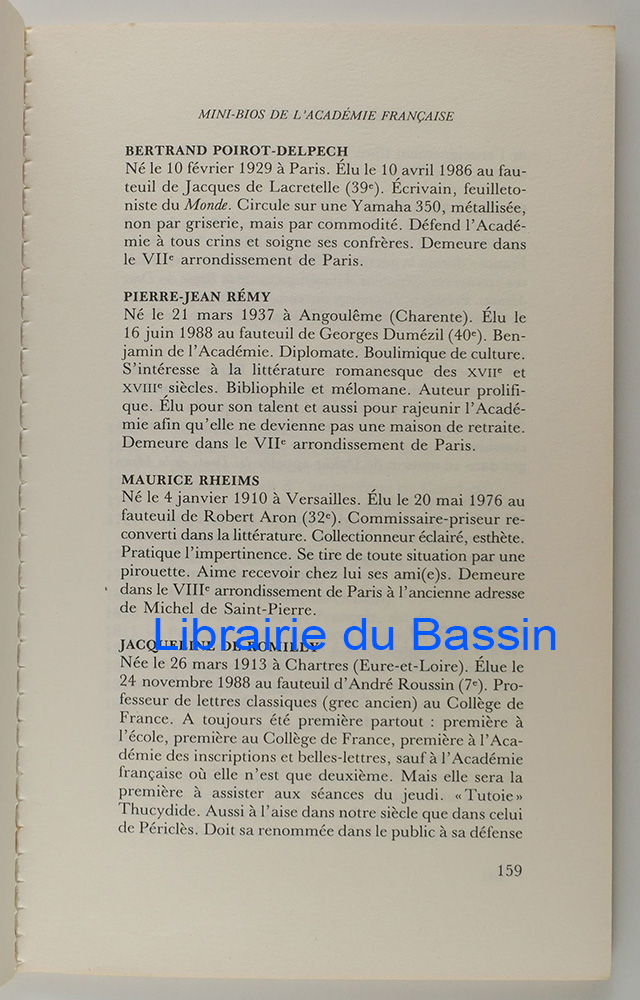 MINI-BIOS DE L'ACADÉMIE FRANÇAISE
BERTRAND POIROT-DELPECH
Né le 10 février 1929 à Paris. Élu le 10 avril 1986 au fau-
teuil de Jacques de Lacretelle (39e). Écrivain, feuilleto-
niste du Monde. Circule sur une Yamaha 350, métallisée,
non par griserie, mais par commodité. Défend l'Acadé-
mie à tous crins et soigne ses confrères. Demeure dans
le VIIe arrondissement de Paris.
PIERRE-JEAN RÉMY
Né le 21 mars 1937 à Angoulême (Charente). Élu le
16 juin 1988 au fauteuil de Georges Dumézil (40e). Ben-
jamin de l'Académie. Diplomate. Boulimique de culture.
S'intéresse à la littérature romanesque des XVIIe et
XVIIIe siècles. Bibliophile et mélomane. Auteur prolifi-
que. Élu pour son talent et aussi pour rajeunir l'Acadé-
mie afin qu'elle ne devienne pas une maison de retraite.
Demeure dans le VIIe arrondissement de Paris.
MAURICE RHEIMS
Né le 4 janvier 1910 à Versailles. Élu le 20 mai 1976 au
fauteuil de Robert Aron (32e). Commissaire-priseur re-
converti dans la littérature. Collectionneur éclairé, esthète.
Pratique l'impertinence. Se tire de toute situation par une
pirouette. Aime recevoir chez lui ses ami(e)s. Demeure
dans le VIIIe arrondissement de Paris à l'ancienne adresse
de Michel de Saint-Pierre.
Librairie du Bassin
JACQUELINE DE ROMILLY
Née le 26 mars 1913 à Chartres (Eure-et-Loire). Élue le
24 novembre 1988 au fauteuil d'André Roussin (7e). Pro-
fesseur de lettres classiques (grec ancien) au Collège de
France. A toujours été première partout : première à
l'école, première au Collège de France, première à l'Aca-
démie des inscriptions et belles-lettres, sauf à l'Académie
française où elle n'est que deuxième. Mais elle sera la
première à assister aux séances du jeudi. «Tutoie»
Thucydide. Aussi à l'aise dans notre siècle que dans celui
de Périclès. Doit sa renommée dans le public à sa défense
159